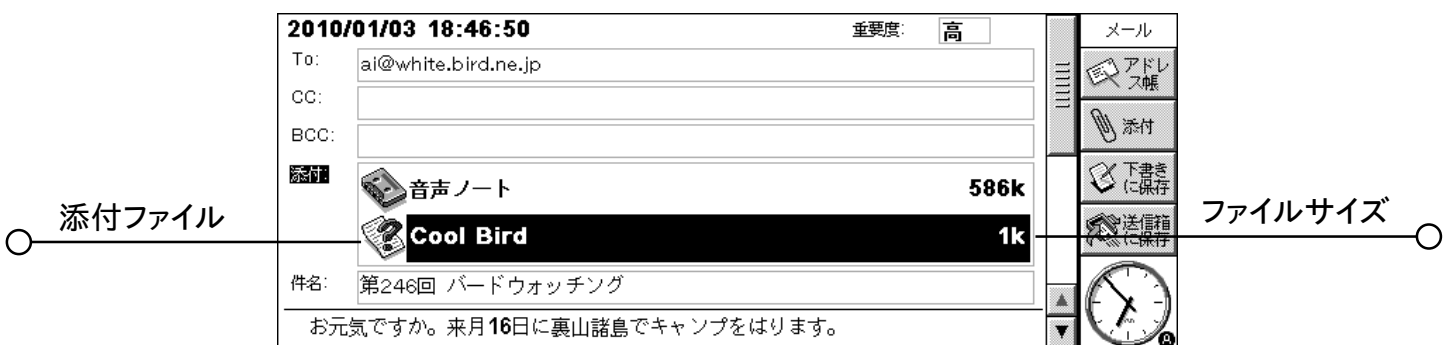 2010/01/03 18:46:50 重要度: 高
メール
To: ai@white.bird.ne.jp
アドレ
ス帳
CC:
添付
BCC:
添付:
音声ノート 586k
下書き
に保存
添付ファイル
Cool Bird 1k
ファイルサイズ
送信箱
に保存
件名: 第246回 バードウォッチング
お元気ですか。来月16日に裏山諸島でキャンプをはります。
A